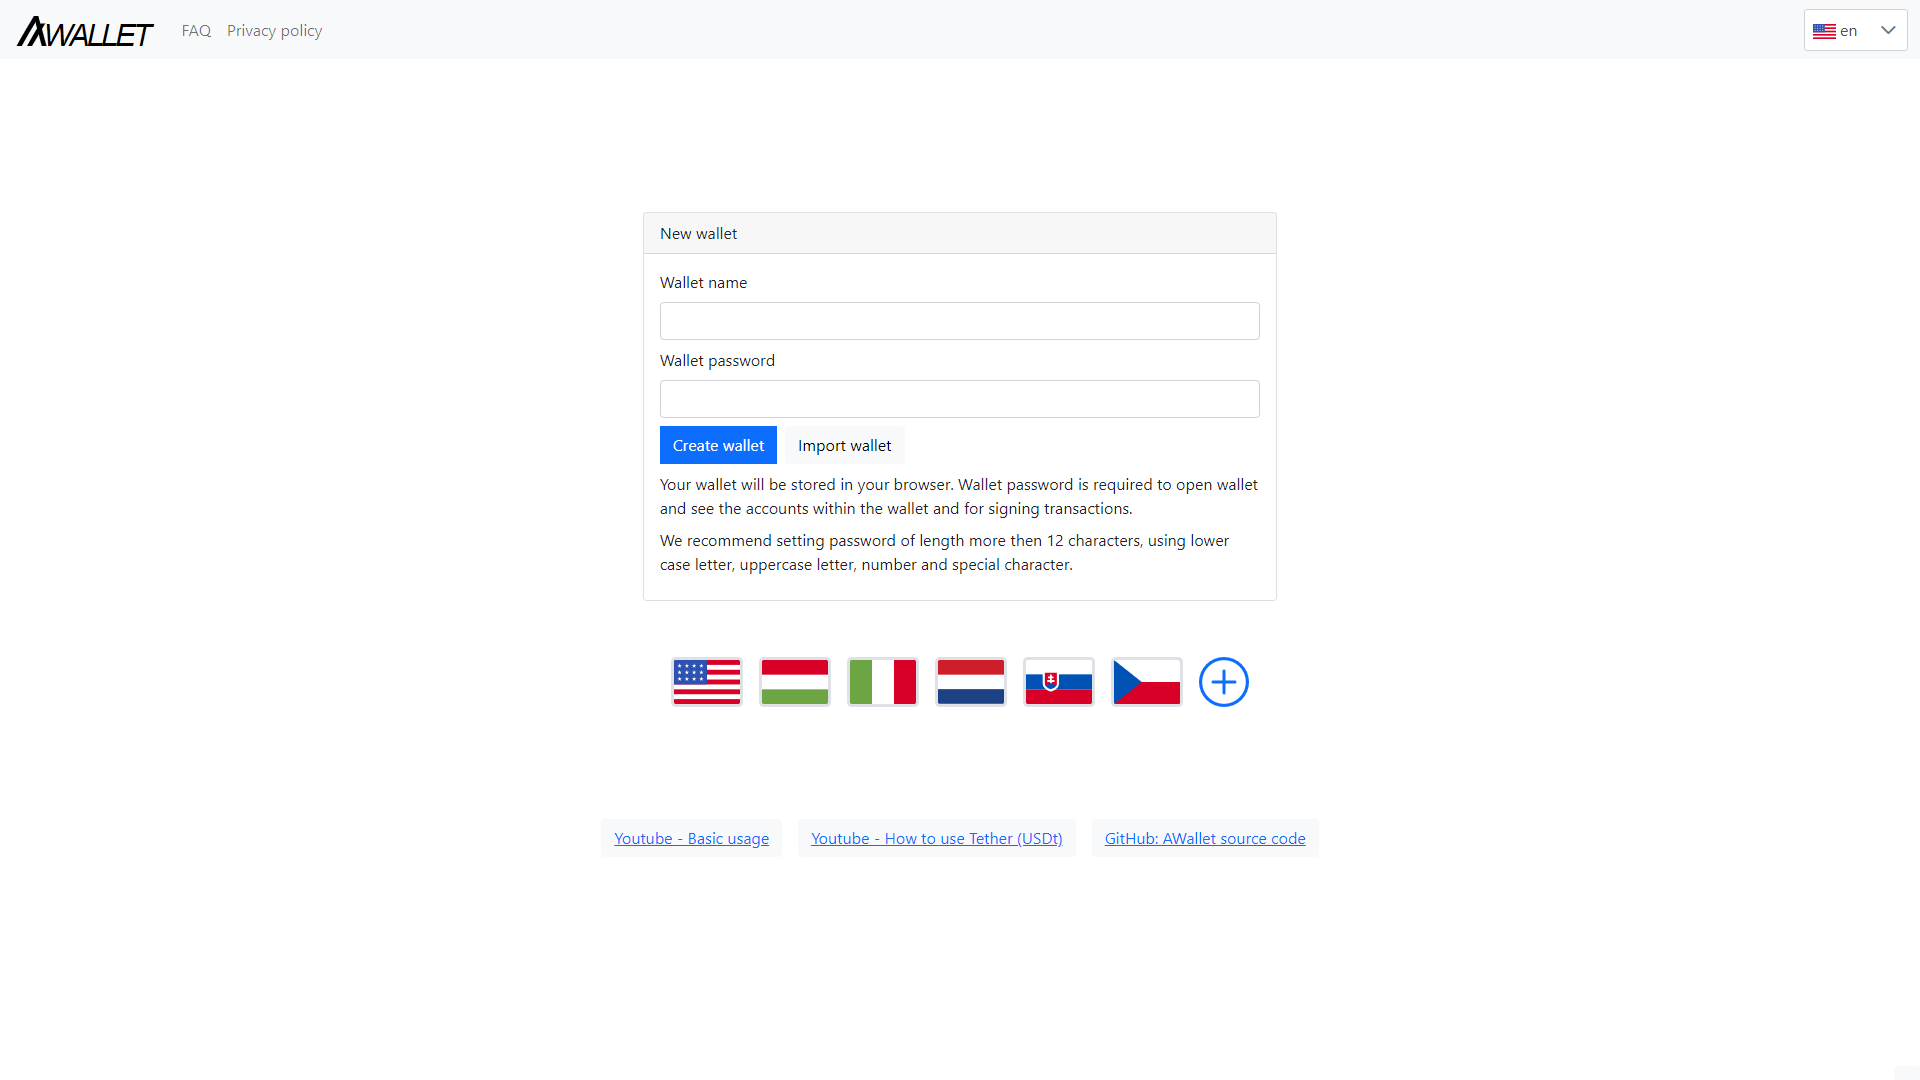 AWALLET FAQ Privacy policy en
New wallet
Wallet name
Wallet password
Create wallet Import wallet
Your wallet will be stored in your browser. Wallet password is required to open wallet
and see the accounts within the wallet and for signing transactions.
We recommend setting password of length more then 12 characters, using lower
case letter, uppercase letter, number and special character.
Youtube - Basic usage Youtube - How to use Tether (USDt) GitHub: AWallet source code